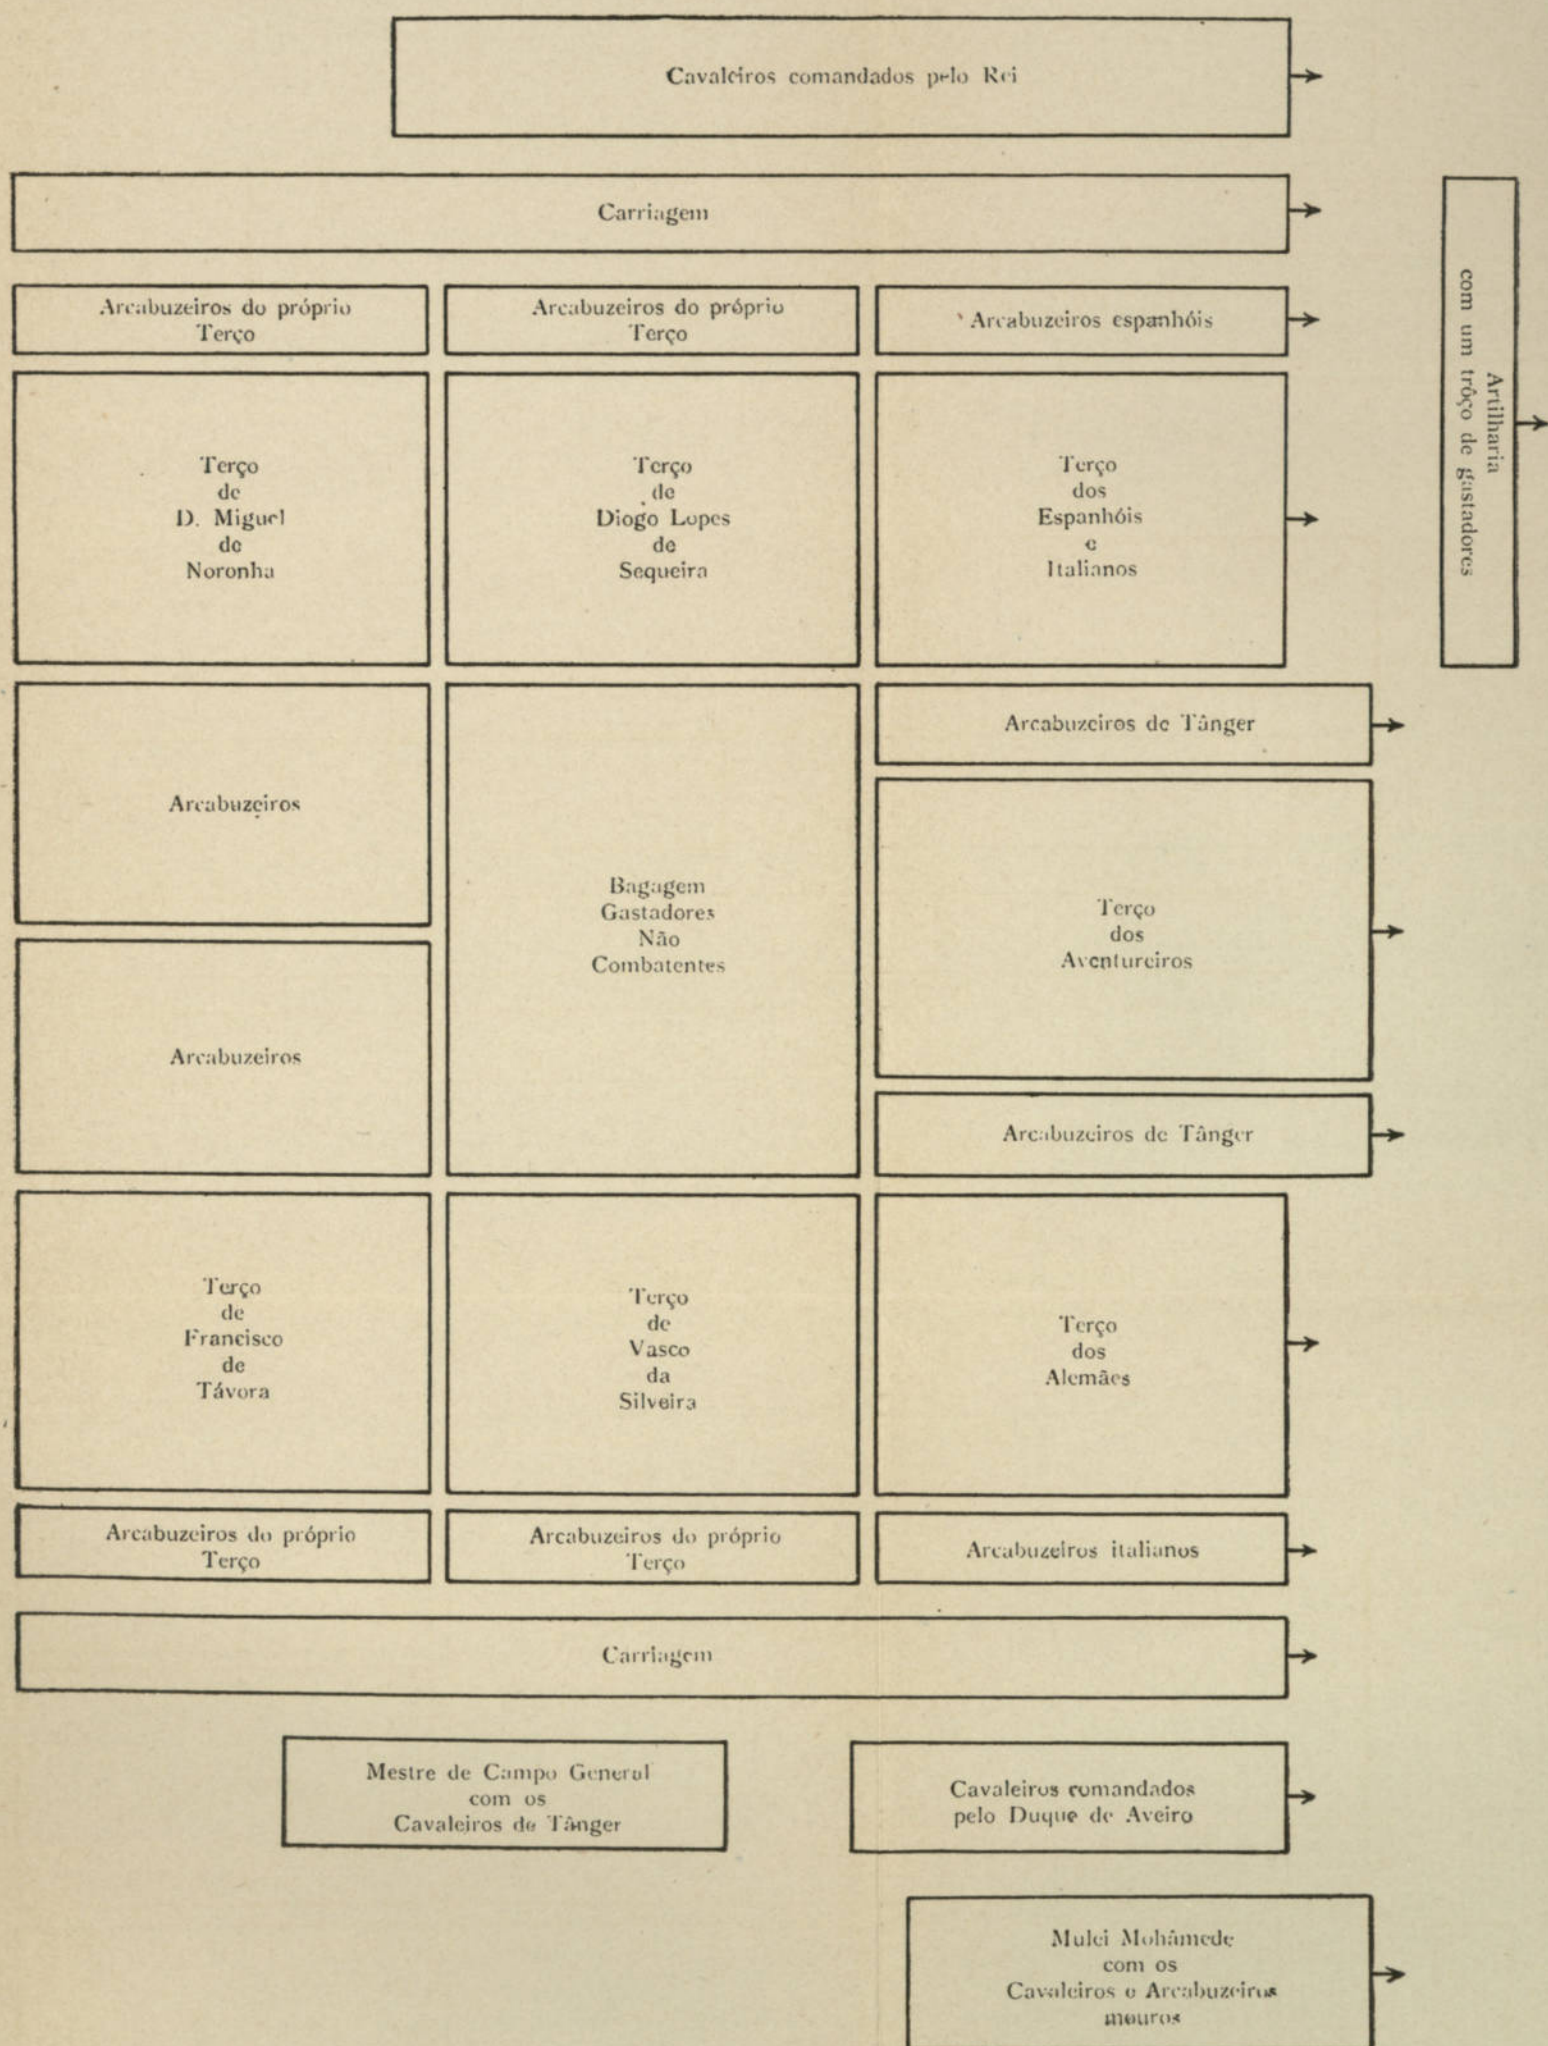 Cavaleiros comandados pelo Rei
Carriagem
Artilharia
com um trôço de gastadores
Arcabuzeiros do próprio
Terço
Arcabuzeiros do próprio
Terço
Arcabuzeiros espanhóis
Terço
de
D. Miguel
de
Noronha
Terço
de
Diogo Lopes
de
Sequeira
Terço
dos
Espanhóis
e
Italianos
Arcabuzeiros
Arcabuzeiros
Bagagem
Gastadores
Não
Combatentes
Arcabuzeiros de Tânger
Terço
dos
Aventureiros
Arcabuzeiros de Tânger
Terço
de
Francisco
de
Távora
Terço
de
Vasco
da
Silveira
Terço
dos
Alemães
Arcabuzeiros do próprio
Terço
Arcabuzeiros do próprio
Terço
Arcabuzeiros italianos
Carriagem
Mestre de Campo General
com os
Cavaleiros de Tânger
Cavaleiros comandados
pelo Duque de Aveiro
Mulei Mohâmede
com os
Cavaleiros e Arcabuzeiros
mouros